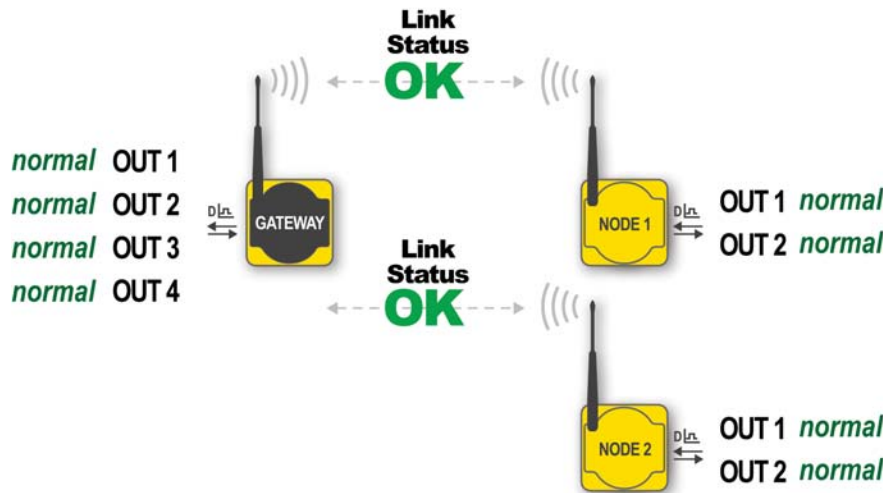 Link
Status
OK
normal OUT 1
normal OUT 2
normal OUT 3
normal OUT 4
D
GATEWAY
NODE 1
D
OUT 1 normal
OUT 2 normal
Link
Status
OK
NODE 2
D
OUT 1 normal
OUT 2 normal